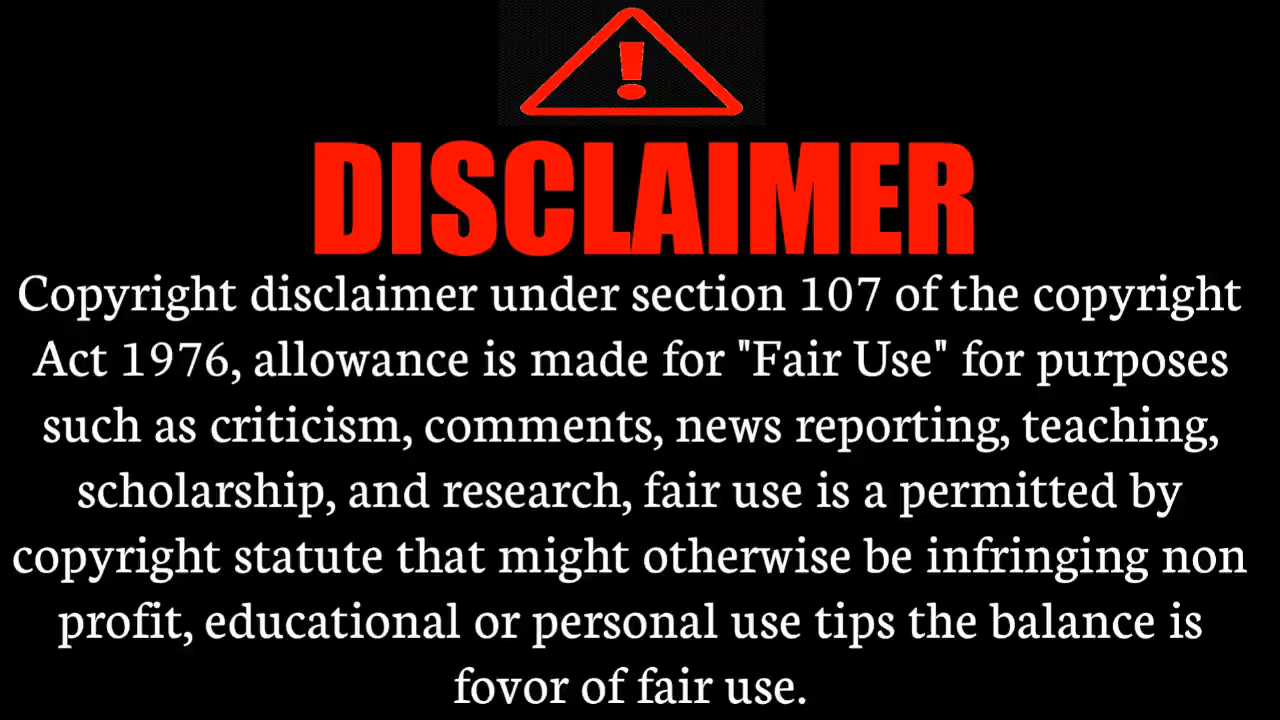 DISCLAIMER
Copyright disclaimer under section 107 of the copyright
Act 1976, allowance is made for "Fair Use" for purposes
such as criticism, comments, news reporting, teaching,
scholarship, and research, fair use is a permitted by
copyright statute that might otherwise be infringing non
profit, educational or personal use tips the balance is
fovor of fair use.